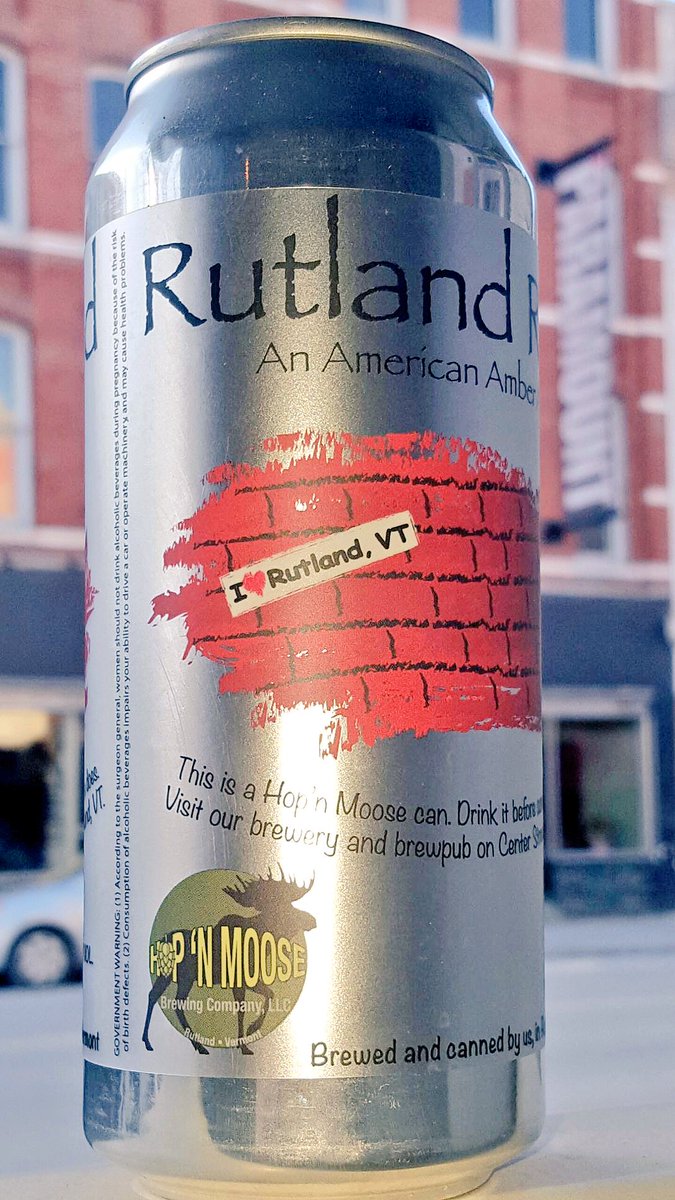 Rutland R
An American Amber
I ❤ Rutland, VT
This is a Hop'n Moose can. Drink it before
Visit our brewery and brewpub on Center
HOP 'N MOOSE
Brewing Company, LLC
Rutland • Vermont
Brewed and canned by us, in
GOVERNMENT WARNING: (1) According to the surgeon general, women should not drink alcoholic beverages during pregnancy because of the risk
of birth defects. (2) Consumption of alcoholic beverages impairs your ability to drive a car or operate machinery and may cause health problems.
d
does.
VT.
mont